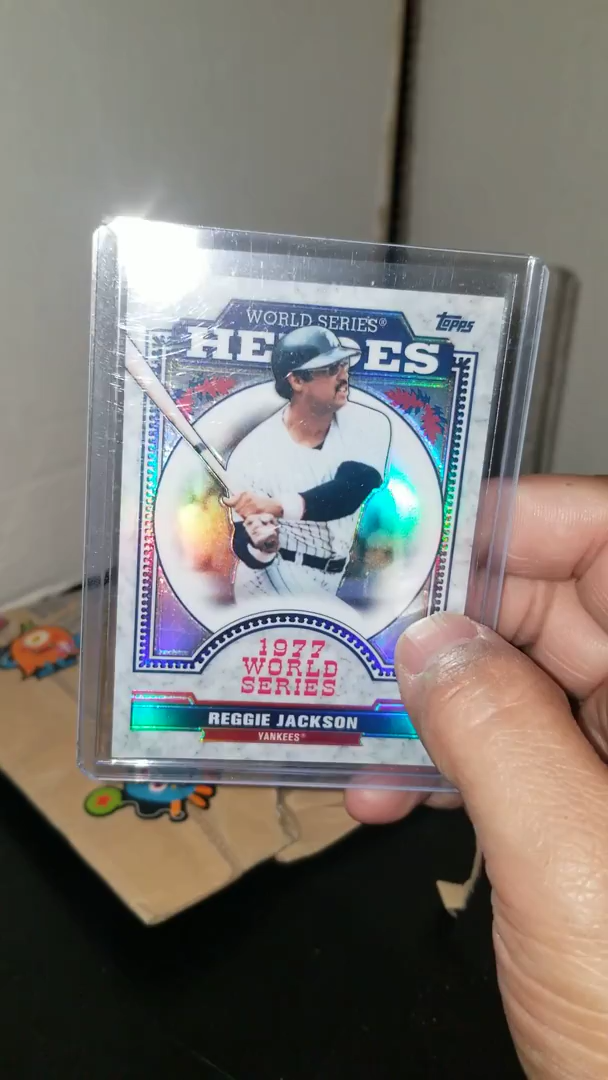 WORLD SERIES®
Topps
HEROES
1977
WORLD
SERIES
REGGIE JACKSON
YANKEES®